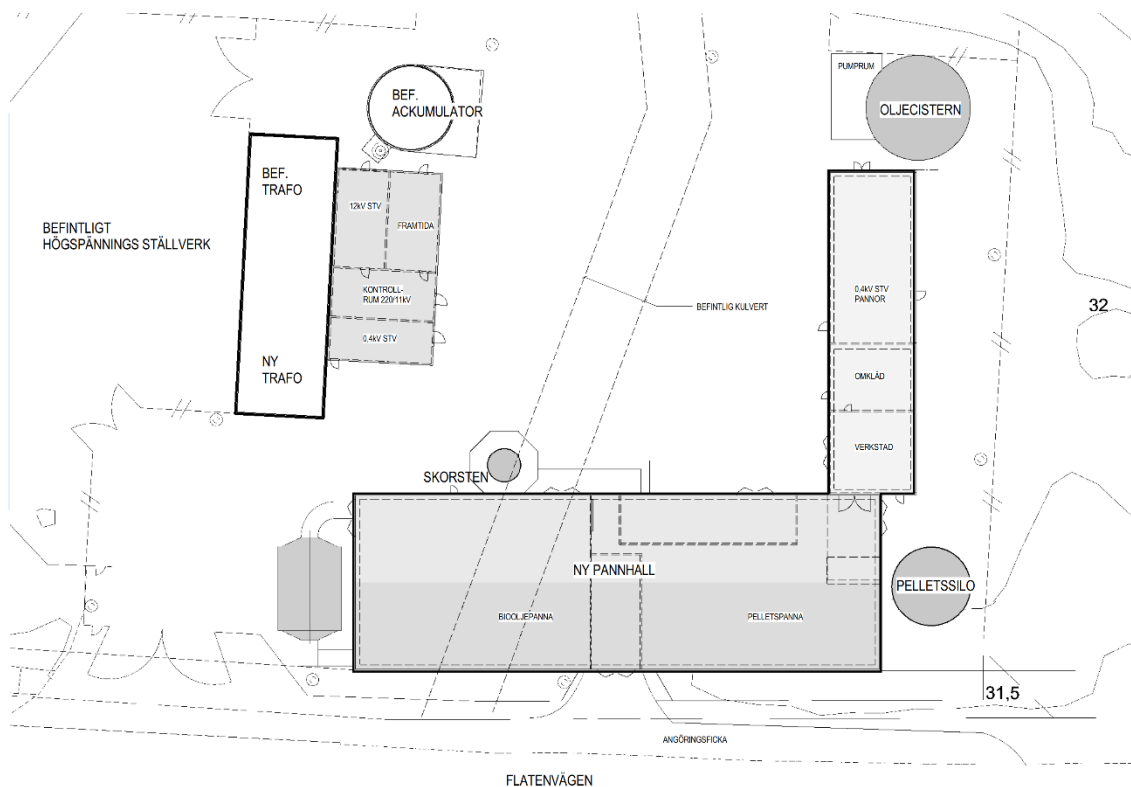 PUMPRUM
BEF.
ACKUMULATOR
OLJECISTERN
BEF.
TRAFO
12kV STV
FRAMTIDA
BEFINTLIGT
HÖGSPÄNNINGS STÄLLVERK
KONTROLL-
RUM 220/11kV
0,4kV STV
PANNOR
BEFINTLIG KULVERT
32
0,4kV STV
NY
TRAFO
OMKLÄD
VERKSTAD
SKORSTEN
NY PANNHALL
PELLETSSILO
BIOOLJEPANNA
PELLETSPANNA
31,5
ANGÖRINGSFICKA
FLATENVÄGEN